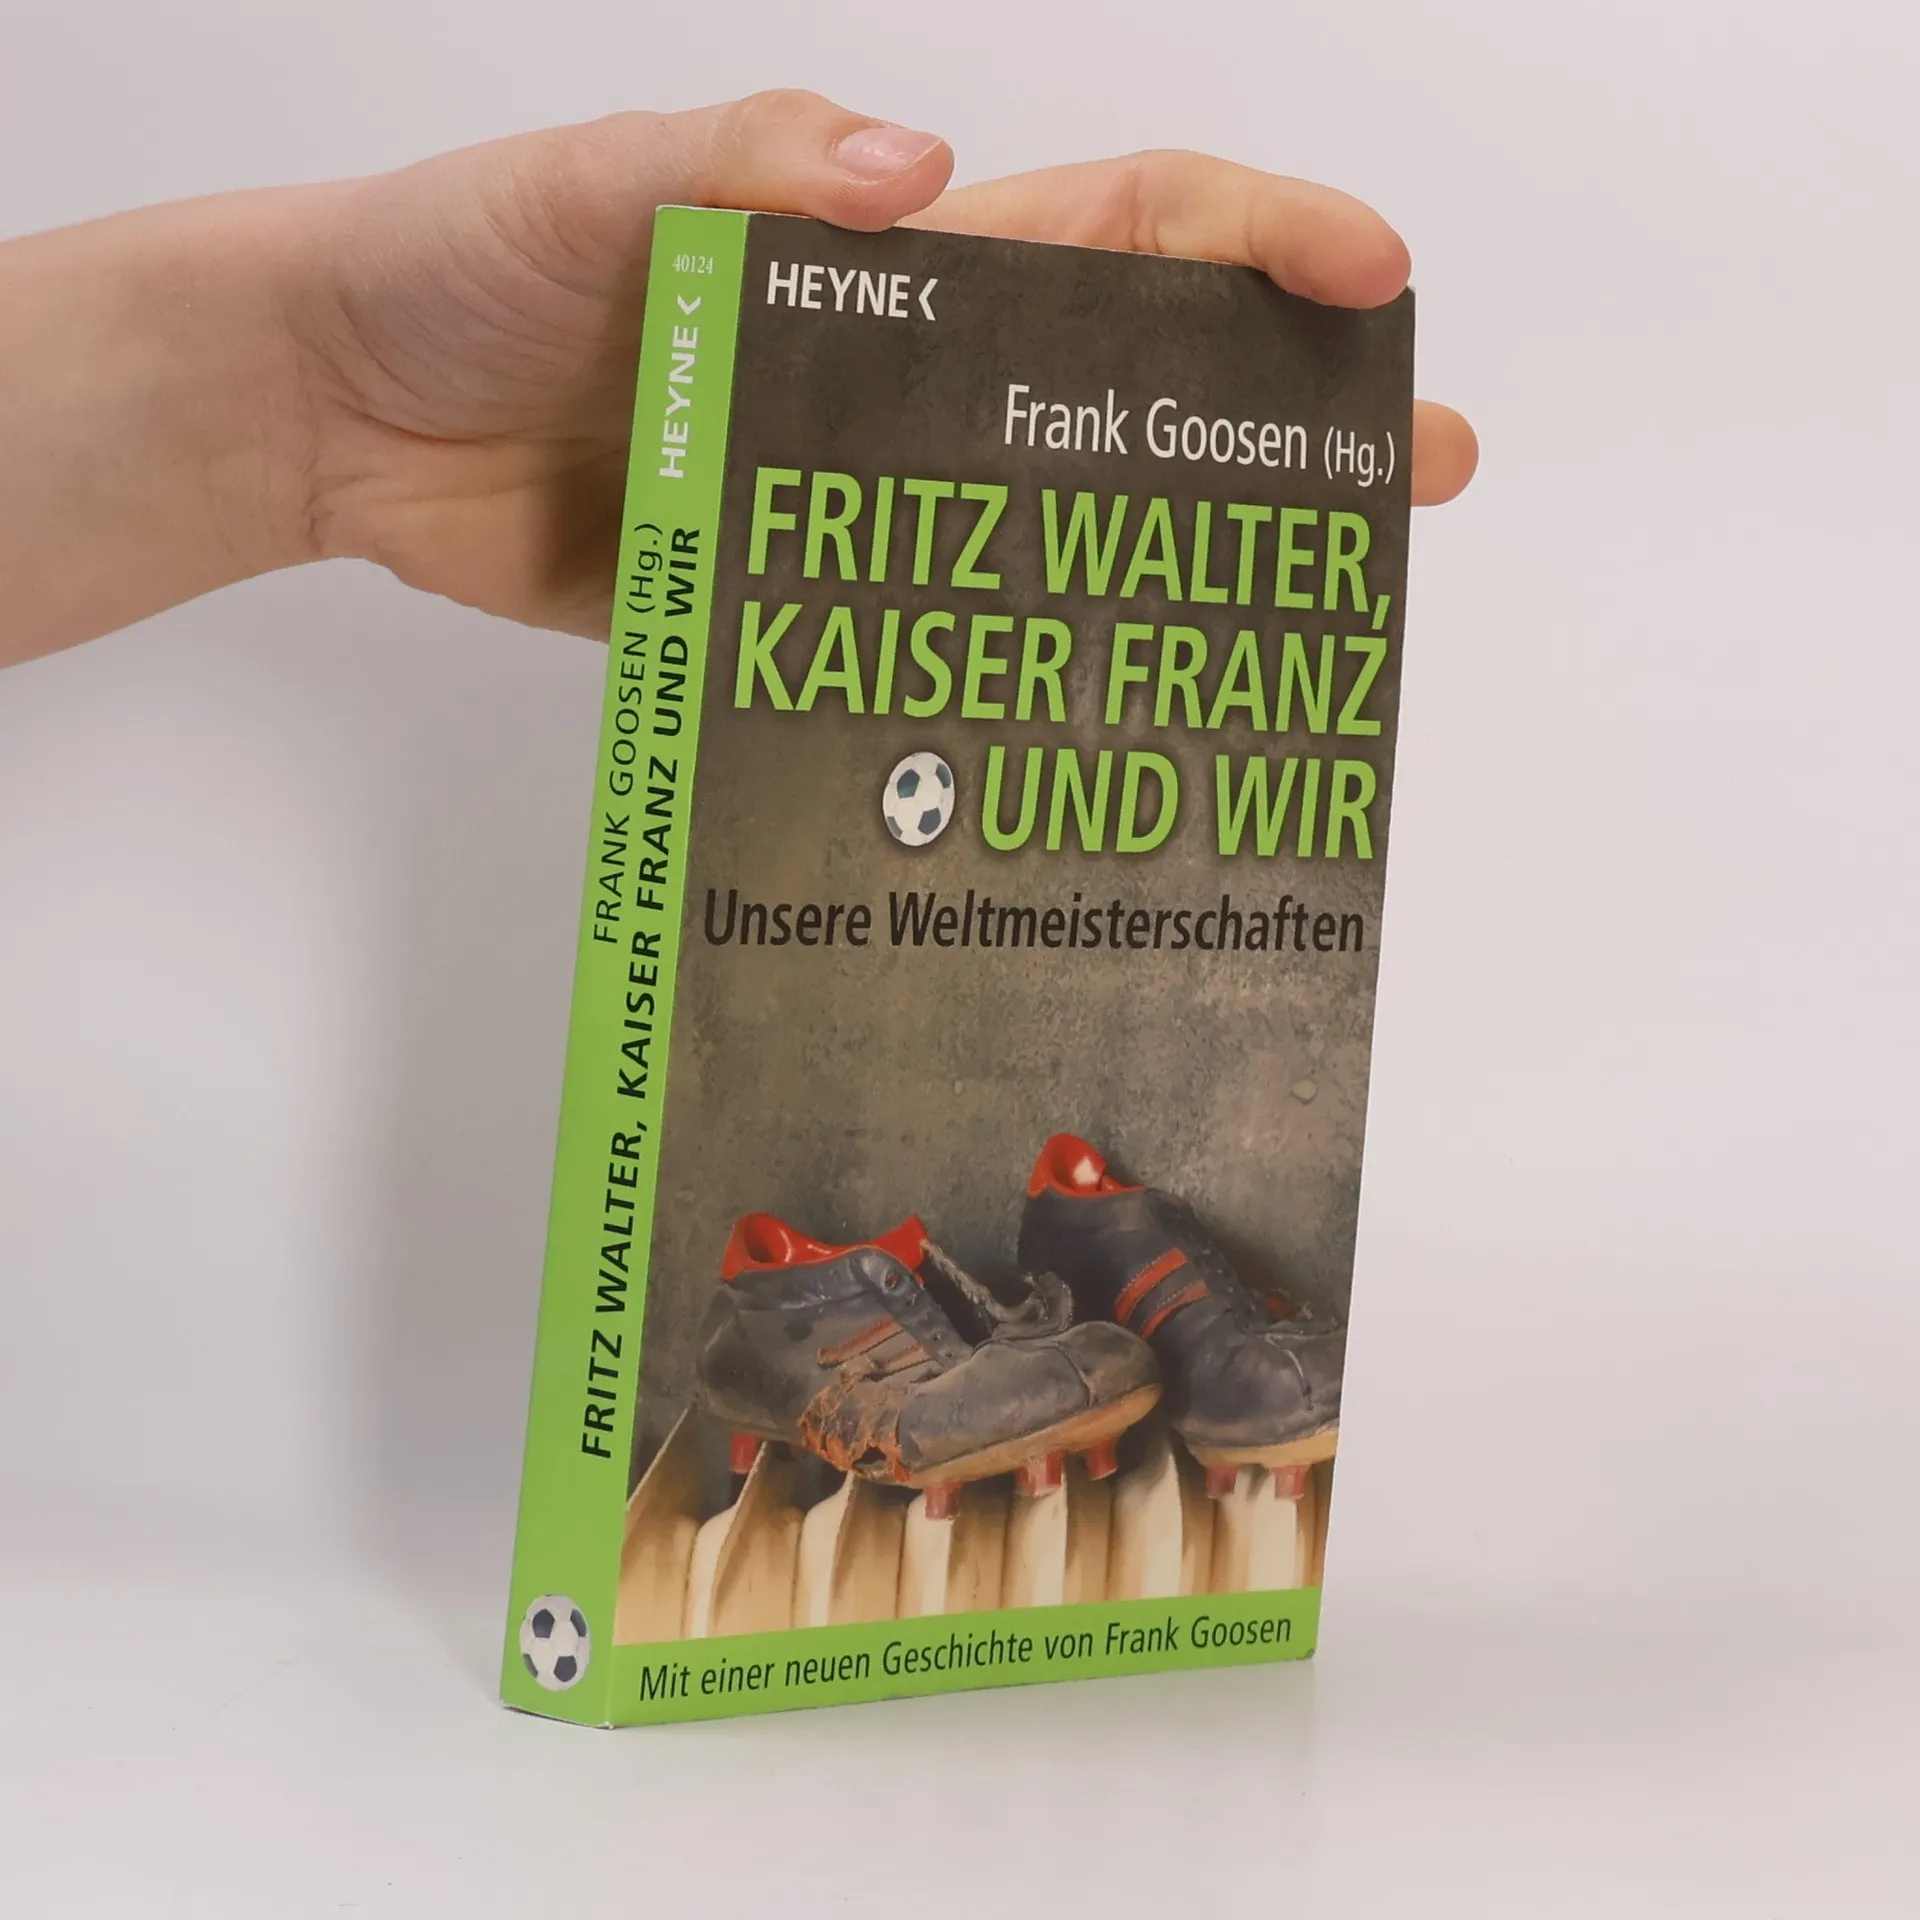 40124
HEYNE<
FRANK GOOSEN (Hg.)
FRITZ WALTER, KAISER FRANZ UND WIR
HEYNE<
Frank Goosen (Hg.)
FRITZ WALTER,
KAISER FRANZ
UND WIR
Unsere Weltmeisterschaften
Mit einer neuen Geschichte von Frank Goosen